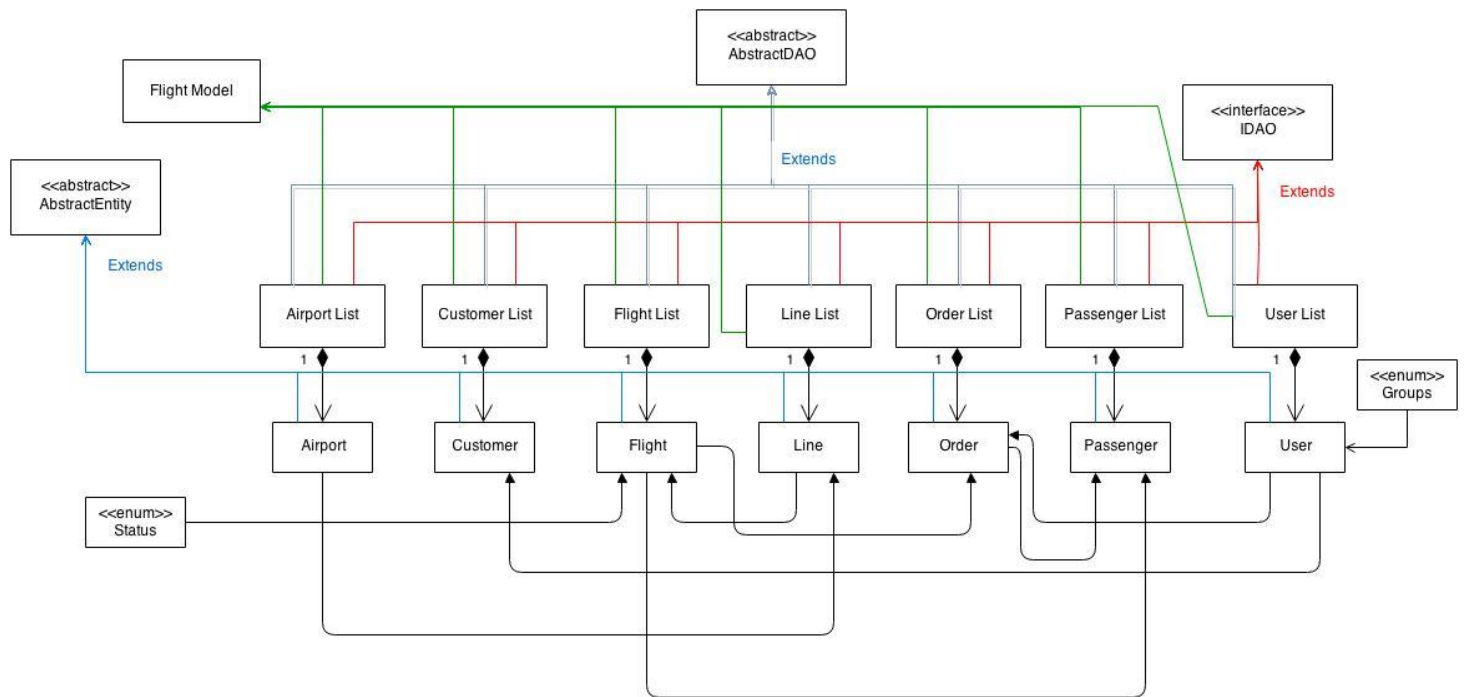 <<abstract>>
AbstractDAO
Flight Model
<<interface>>
IDAO
Extends
<<abstract>>
AbstractEntity
Extends
Extends
Airport List
Customer List
Flight List
Line List
Order List
Passenger List
User List
1
1
1
1
1
1
1
<<enum>>
Groups
Airport
Customer
Flight
Line
Order
Passenger
User
<<enum>>
Status